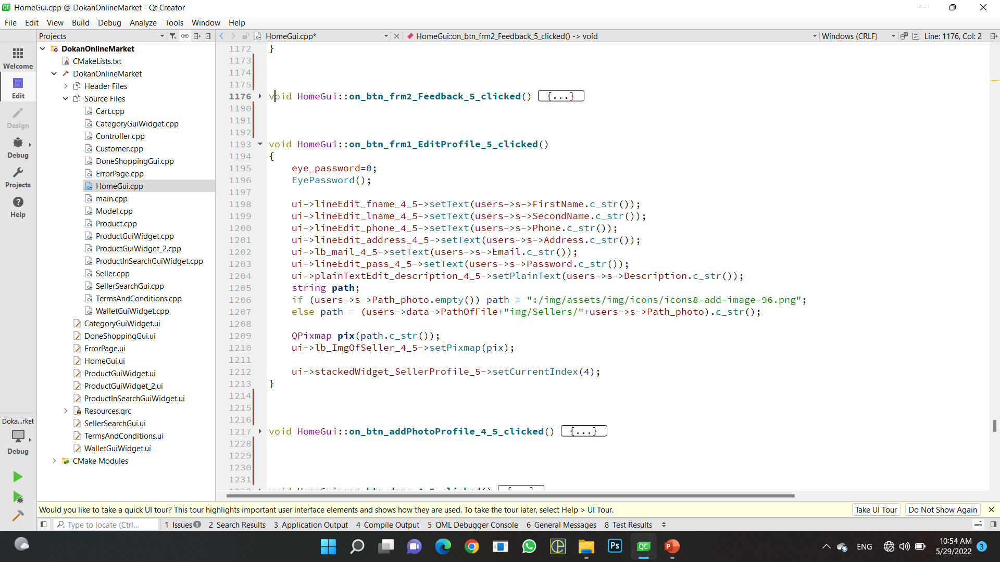 HomeGui.cpp @ DokanOnlineMarket - Qt Creator
File Edit View Build Debug Analyze Tools Window Help
Projects
HomeGui.cpp*
HomeGui::on_btn_frm2_Feedback_5_clicked() -> void
Windows (CRLF)
Line: 1176, Col: 2
Welcome
Edit
Design
Debug
Projects
Help
Doka...rket
Debug
DokanOnlineMarket
CMakeLists.txt
DokanOnlineMarket
Header Files
Source Files
Cart.cpp
CategoryGuiWidget.cpp
Controller.cpp
Customer.cpp
DoneShoppingGui.cpp
ErrorPage.cpp
HomeGui.cpp
main.cpp
Model.cpp
Product.cpp
ProductGuiWidget.cpp
ProductGuiWidget_2.cpp
ProductInSearchGuiWidget.cpp
Seller.cpp
SellerSearchGui.cpp
TermsAndConditions.cpp
WalletGuiWidget.cpp
CategoryGuiWidget.ui
DoneShoppingGui.ui
ErrorPage.ui
HomeGui.ui
ProductGuiWidget.ui
ProductGuiWidget_2.ui
ProductInSearchGuiWidget.ui
Resources.qrc
SellerSearchGui.ui
TermsAndConditions.ui
WalletGuiWidget.ui
CMake Modules
1172 }
1173
1174
1175
1176 void HomeGui::on_btn_frm2_Feedback_5_clicked() {...}
1190
1191
1192
1193 void HomeGui::on_btn_frm1_EditProfile_5_clicked()
1194 {
1195 eye_password=0;
1196 EyePassword();
1197
1198 ui->lineEdit_fname_4_5->setText(users->s->FirstName.c_str());
1199 ui->lineEdit_lname_4_5->setText(users->s->SecondName.c_str());
1200 ui->lineEdit_phone_4_5->setText(users->s->Phone.c_str());
1201 ui->lineEdit_address_4_5->setText(users->s->Address.c_str());
1202 ui->lb_mail_4_5->setText(users->s->Email.c_str());
1203 ui->lineEdit_pass_4_5->setText(users->s->Password.c_str());
1204 ui->plainTextEdit_description_4_5->setPlainText(users->s->Description.c_str());
1205 string path;
1206 if (users->s->Path_photo.empty()) path = ":/img/assets/img/icons/icons8-add-image-96.png";
1207 else path = (users->data->PathOfFile+"img/Sellers/"+users->s->Path_photo).c_str();
1208
1209 QPixmap pix(path.c_str());
1210 ui->lb_ImgOfSeller_4_5->setPixmap(pix);
1211
1212 ui->stackedWidget_SellerProfile_5->setCurrentIndex(4);
1213 }
1214
1215
1216
1217 void HomeGui::on_btn_addPhotoProfile_4_5_clicked() {...}
1228
1229
1230
1231
Would you like to take a quick UI tour? This tour highlights important user interface elements and shows how they are used. To take the tour later, select Help > UI Tour.
Take UI Tour
Do Not Show Again
Type to locate (Ctrl...
1 Issues 1
2 Search Results
3 Application Output
4 Compile Output
5 QML Debugger Console
6 General Messages
8 Test Results
Ps
QC
P
ENG
10:54 AM
5/29/2022
3